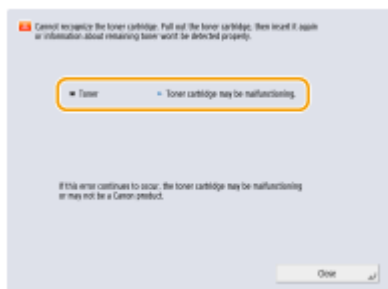 Cannot recognize the toner cartridge. Pull out the toner cartridge, then insert it again
or information about remaining toner won't be detected properly.
Toner Toner cartridge may be malfunctioning.
If this error continues to occur, the toner cartridge may be malfunctioning
or may not be a Canon product.
Close